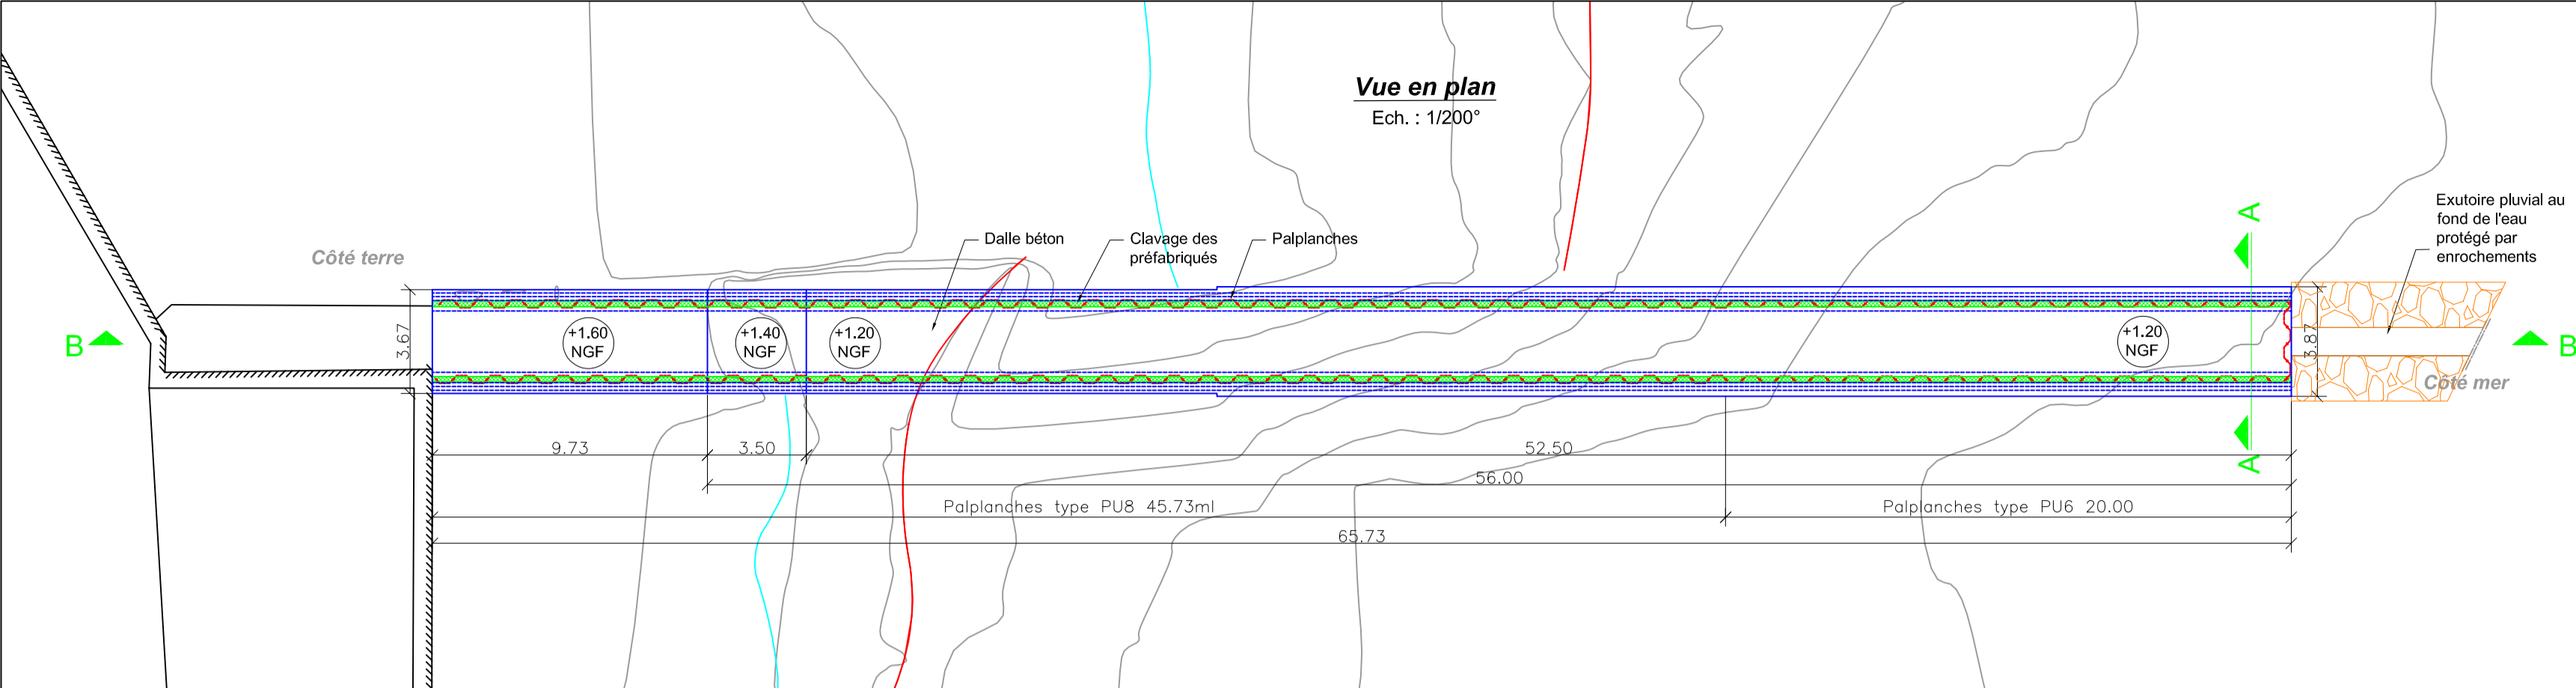 Vue en plan
Ech. : 1/200°
Exutoire pluvial au
fond de l'eau
protégé par
enrochements
A
Côté terre
Dalle béton
Clavage des
préfabriqués
Palplanches
B
3.67
+1.60
NGF
+1.40
NGF
+1.20
NGF
+1.20
NGF
3.87
B
Côté mer
9.73
3.50
52.50
A
56.00
Palplanches type PU8 45.73ml
Palplanches type PU6 20.00
65.73